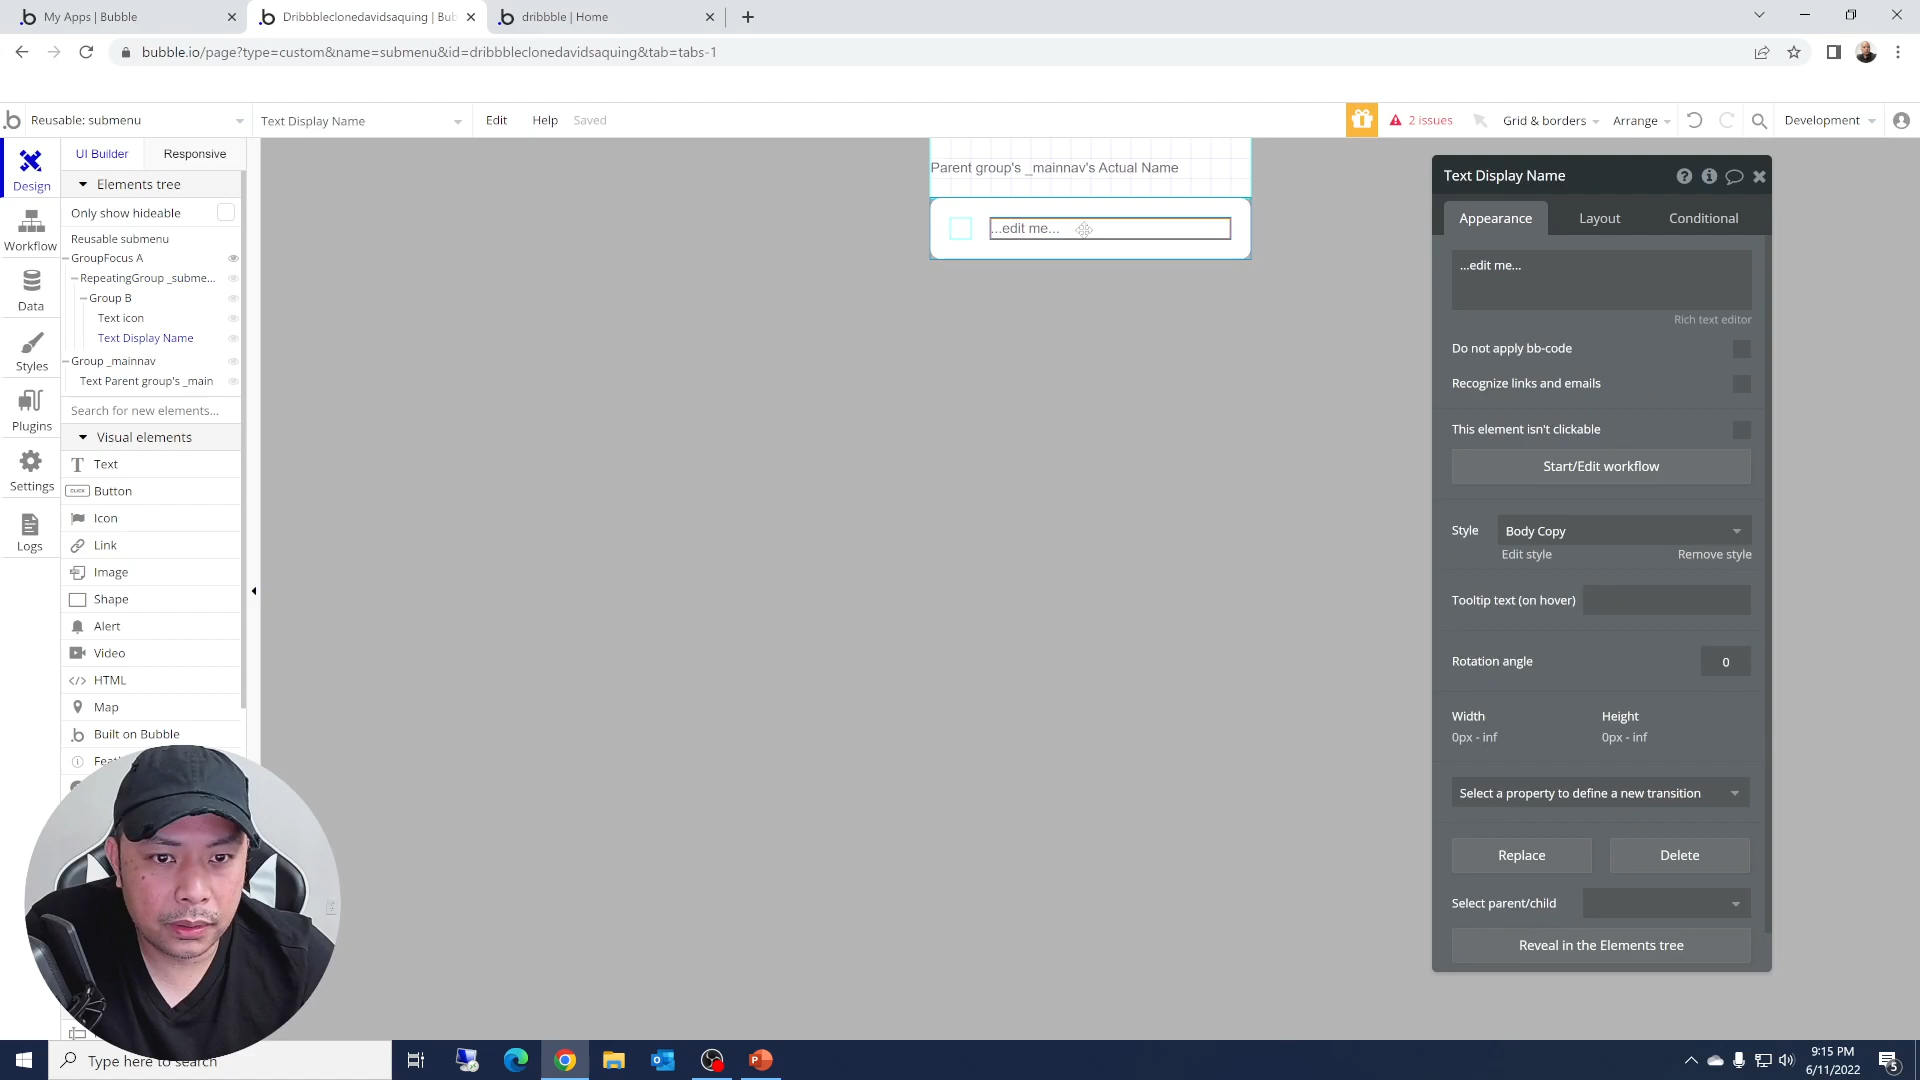 My Apps | Bubble
Dribbbleclonedavidsaquing | Bub
dribbble | Home
bubble.io/page?type=custom&name=submenu&id=dribbbleclonedavidsaquing&tab=tabs-1
Reusable: submenu
Text Display Name
Edit
Help
Saved
2 issues
Grid & borders
Arrange
Development
Design
Workflow
Data
Styles
Plugins
Settings
Logs
UI Builder
Responsive
Elements tree
Only show hideable
Reusable submenu
GroupFocus A
RepeatingGroup _subme...
Group B
Text icon
Text Display Name
Group _mainnav
Text Parent group's _main
Search for new elements...
Visual elements
Text
Button
Icon
Link
Image
Shape
Alert
Video
HTML
Map
Built on Bubble
Parent group's _mainnav's Actual Name
...edit me...
Text Display Name
Appearance
Layout
Conditional
...edit me...
Rich text editor
Do not apply bb-code
Recognize links and emails
This element isn't clickable
Start/Edit workflow
Style
Body Copy
Edit style
Remove style
Tooltip text (on hover)
Rotation angle
0
Width
Height
0px - inf
0px - inf
Select a property to define a new transition
Replace
Delete
Select parent/child
Reveal in the Elements tree
Type here to search
9:15 PM
6/11/2022
5